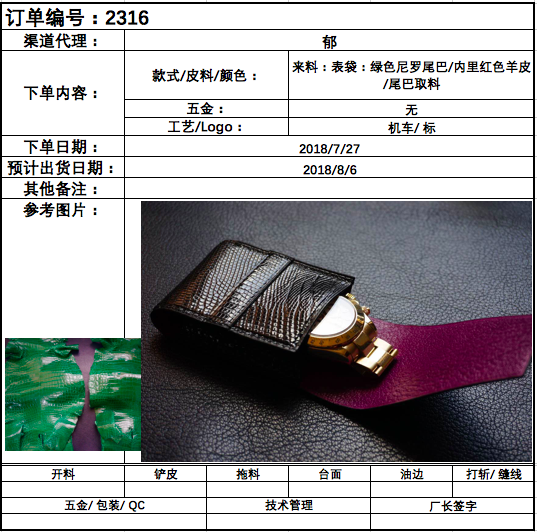 订单编号：2316
渠道代理：
郁
下单内容：
款式/皮料/颜色：
来料：表袋：绿色尼罗尾巴/内里红色羊皮
/尾巴取料
五金：
无
工艺/Logo：
机车/ 标
下单日期：
2018/7/27
预计出货日期：
2018/8/6
其他备注：
参考图片：
开料
铲皮
拖料
台面
油边
打斩/ 缝线
五金/ 包装/ QC
技术管理
厂长签字